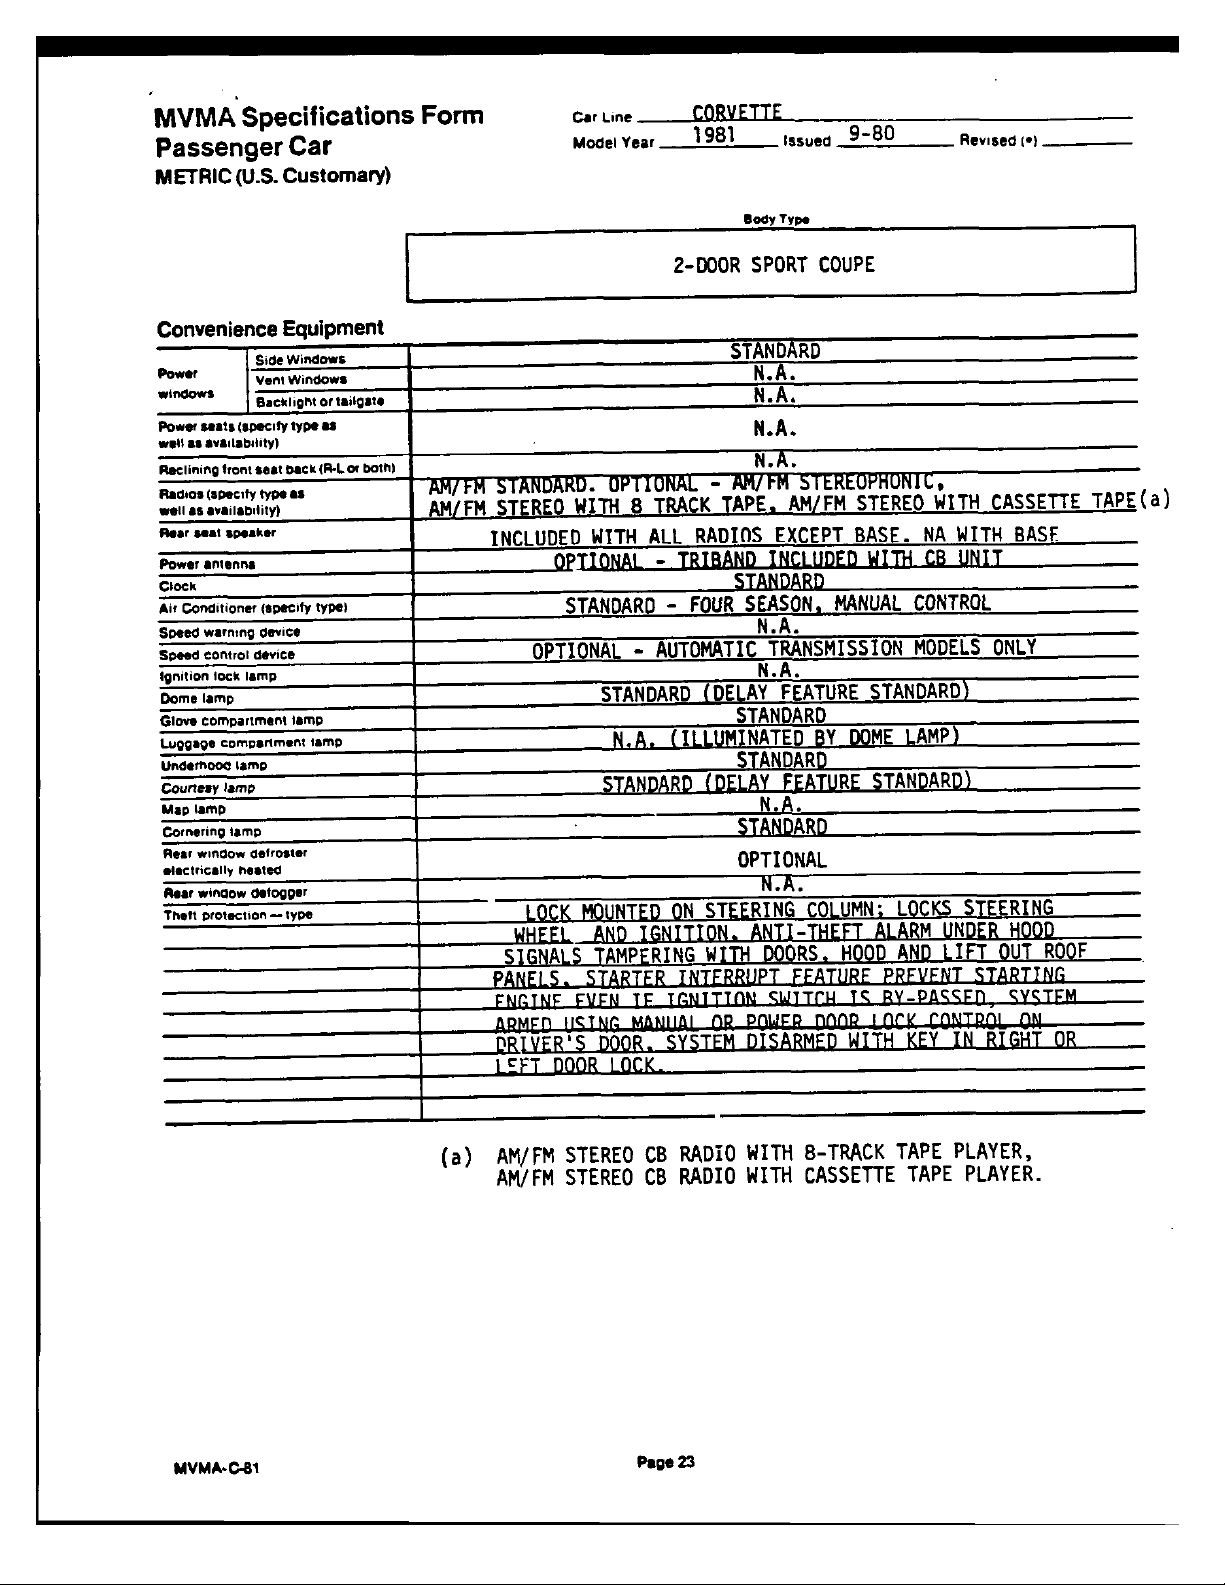 MVMA Specifications Form
Passenger Car
METRIC (U.S. Customary)
Car Line CORVETTE
Model Year 1981 Issued 9-80 Revised (•)
Body Type
2-DOOR SPORT COUPE
Convenience Equipment
Power windows
Side Windows STANDARD
Vent Windows N.A.
Backlight or tailgate N.A.
Power seats (specify type as
well as availability) N.A.
Reclining front seat back (R-L or both) N.A.
Radios (specify type as AM/FM STANDARD. OPTIONAL - AM/FM STEREOPHONIC,
well as availability) AM/FM STEREO WITH 8 TRACK TAPE, AM/FM STEREO WITH CASSETTE TAPE(a)
Rear seat speaker INCLUDED WITH ALL RADIOS EXCEPT BASE. NA WITH BASE
Power antenna OPTIONAL - TRIBAND INCLUDED WITH CB UNIT
Clock STANDARD
Air Conditioner (specify type) STANDARD - FOUR SEASON, MANUAL CONTROL
Speed warning device N.A.
Speed control device OPTIONAL - AUTOMATIC TRANSMISSION MODELS ONLY
Ignition lock lamp N.A.
Dome lamp STANDARD (DELAY FEATURE STANDARD)
Glove compartment lamp STANDARD
Luggage compartment lamp N.A. (ILLUMINATED BY DOME LAMP)
Underhood lamp STANDARD
Courtesy lamp STANDARD (DELAY FEATURE STANDARD)
Map lamp N.A.
Cornering lamp STANDARD
Rear window defroster
electrically heated OPTIONAL
Rear window defogger N.A.
Theft protection — type LOCK MOUNTED ON STEERING COLUMN; LOCKS STEERING
WHEEL AND IGNITION. ANTI-THEFT ALARM UNDER HOOD
SIGNALS TAMPERING WITH DOORS, HOOD AND LIFT OUT ROOF
PANELS. STARTER INTERRUPT FEATURE PREVENT STARTING
ENGINE EVEN IF IGNITION SWITCH IS BY-PASSED, SYSTEM
ARMED USING MANUAL OR POWER DOOR LOCK CONTROL ON
DRIVER'S DOOR. SYSTEM DISARMED WITH KEY IN RIGHT OR
LEFT DOOR LOCK.
(a) AM/FM STEREO CB RADIO WITH 8-TRACK TAPE PLAYER,
AM/FM STEREO CB RADIO WITH CASSETTE TAPE PLAYER.
MVMA-C-81
Page 23